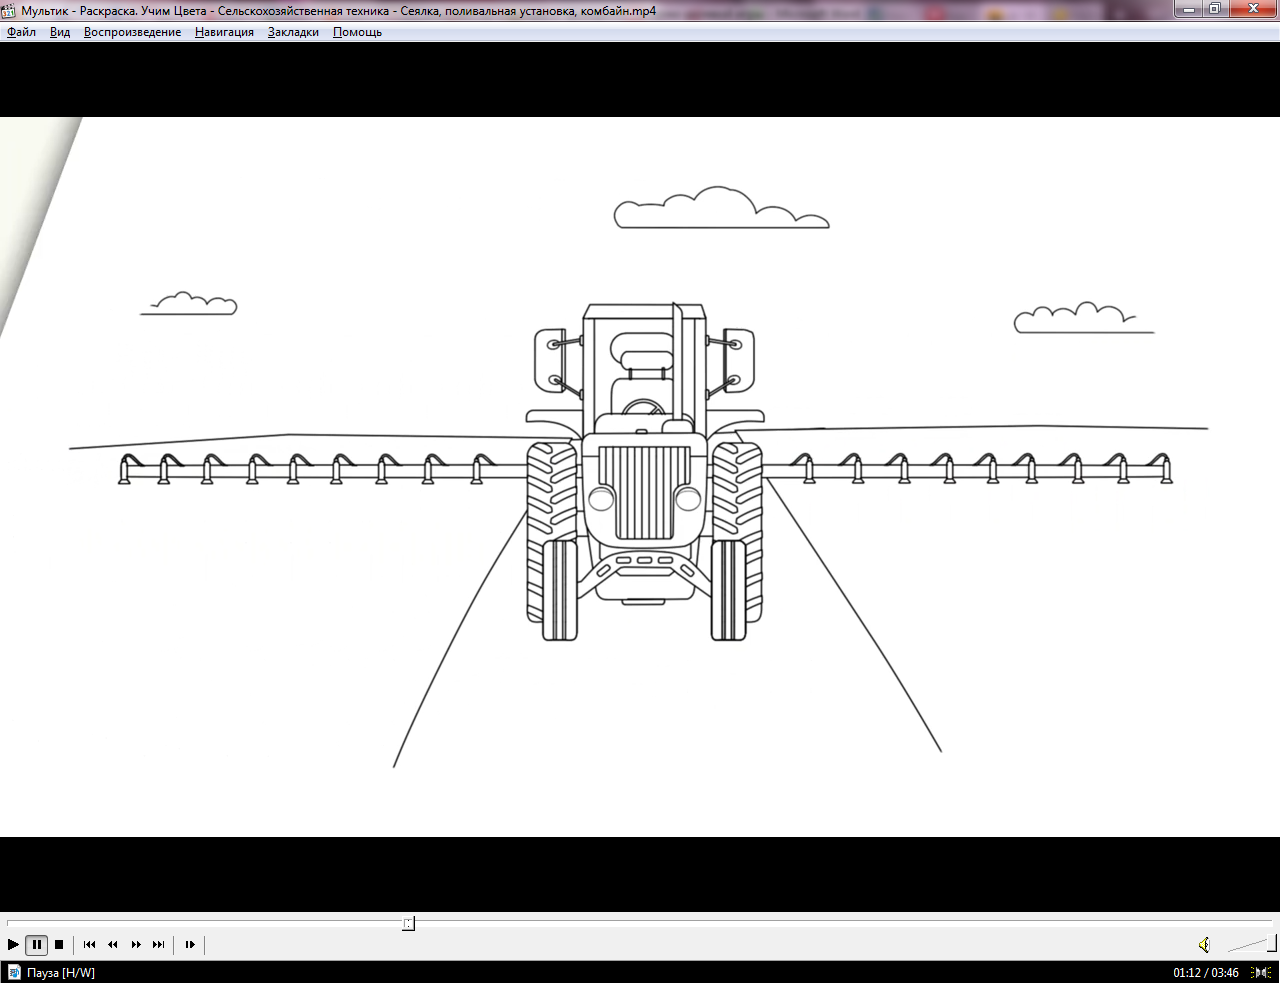 Мультик - Раскраска. Учим Цвета - Сельскохозяйственная техника - Сеялка, поливальная установка, комбайн.mp4
Файл Вид Воспроизведение Навигация Закладки Помощь
Пауза [H/W] 01:12 / 03:46